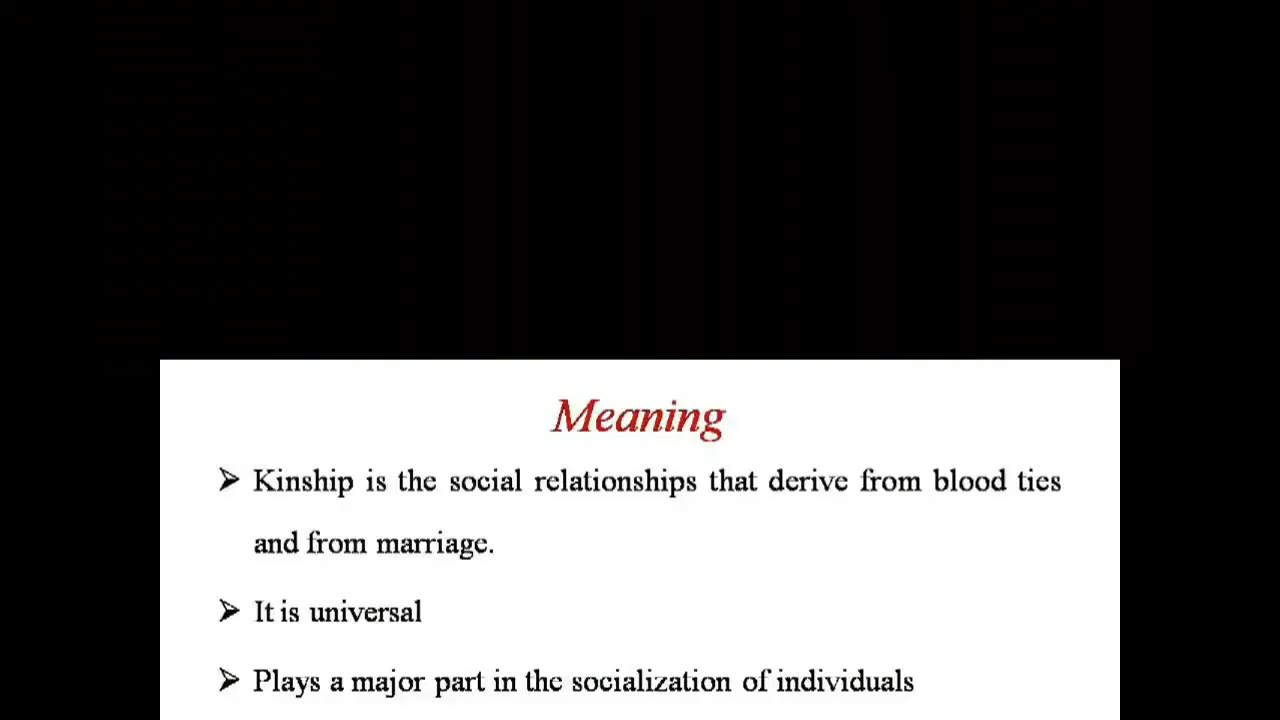 Meaning
➢ Kinship is the social relationships that derive from blood ties
and from marriage.
➢ It is universal
➢ Plays a major part in the socialization of individuals